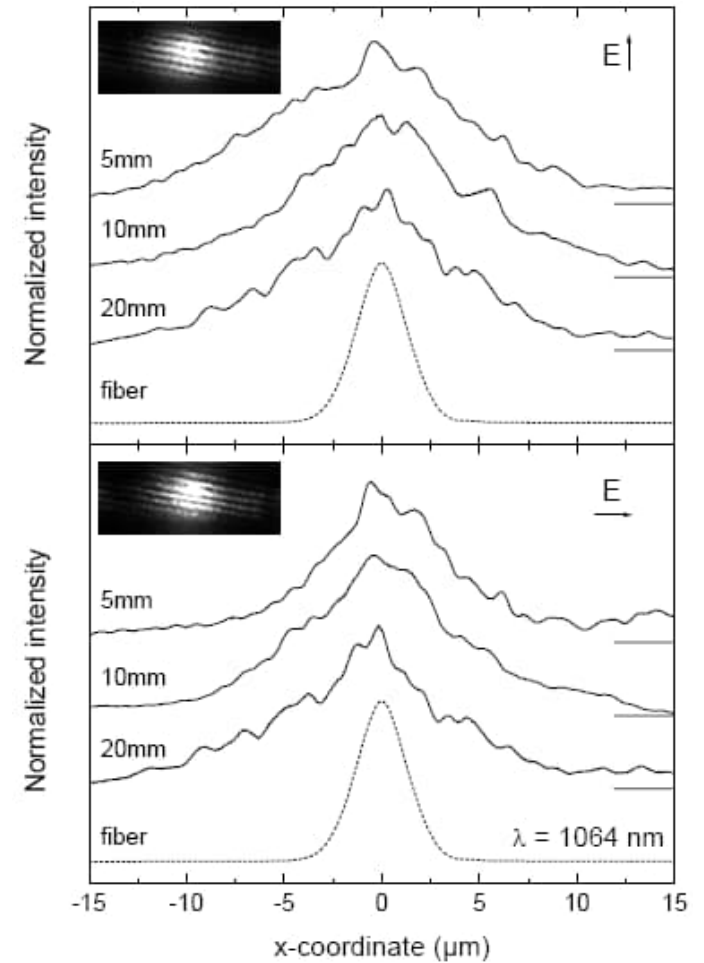 Normalized intensity
E
5mm
10mm
20mm
fiber
Normalized intensity
E
5mm
10mm
20mm
fiber
λ = 1064 nm
-15 -10 -5 0 5 10 15
x-coordinate (μm)